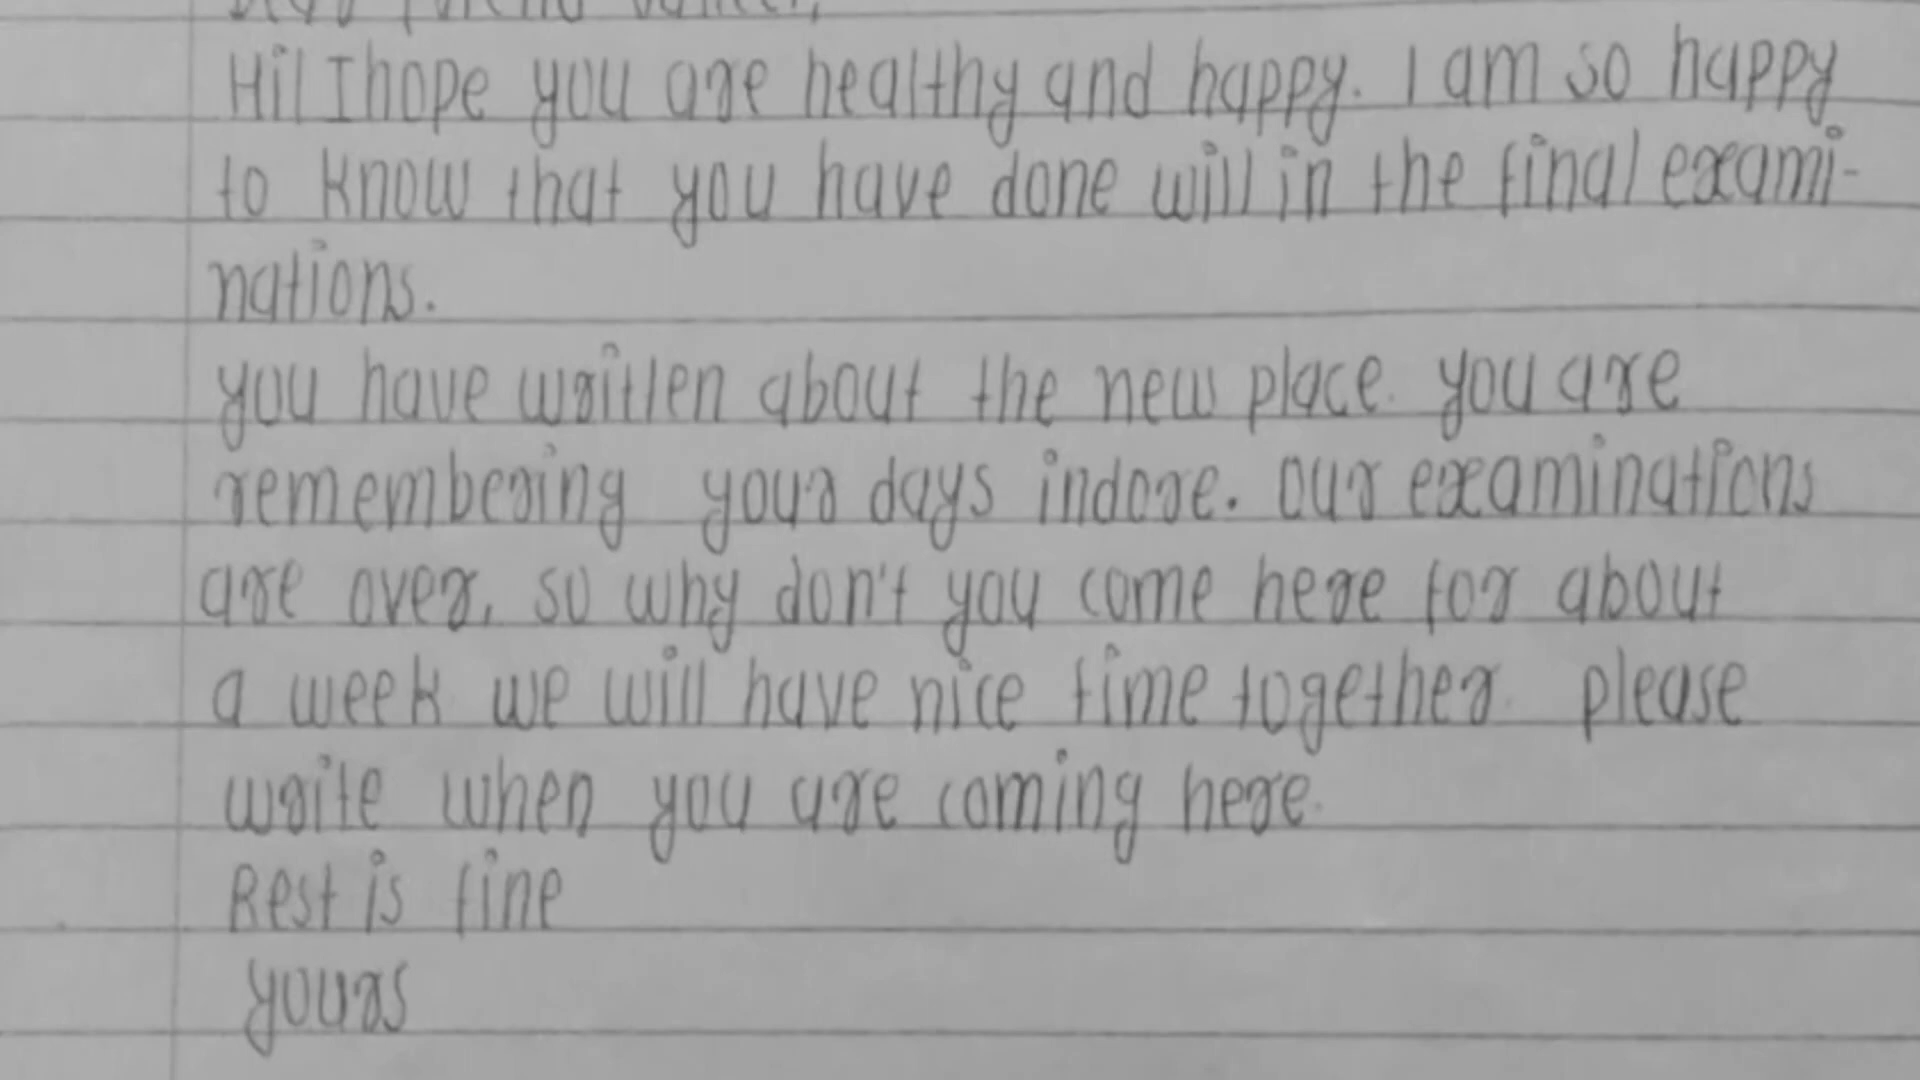 Hi! I hope you are healthy and happy. I am so happy
to know that you have done will in the final exami-
nations.
you have written about the new place. you are
remembering your days indore. our examinations
are over, so why don't you come here for about
a week we will have nice time together. please
write when you are coming here.
Rest is fine
yours